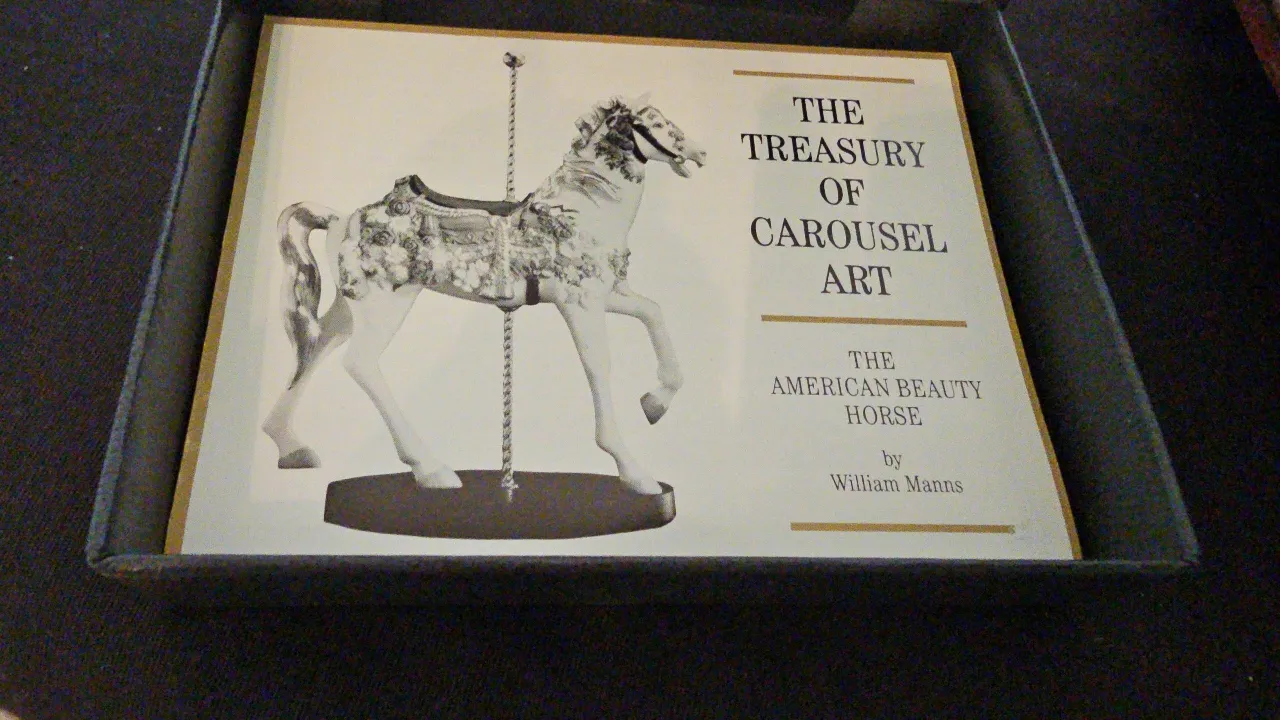 THE
TREASURY
OF
CAROUSEL
ART
THE
AMERICAN BEAUTY
HORSE
by
William Manns